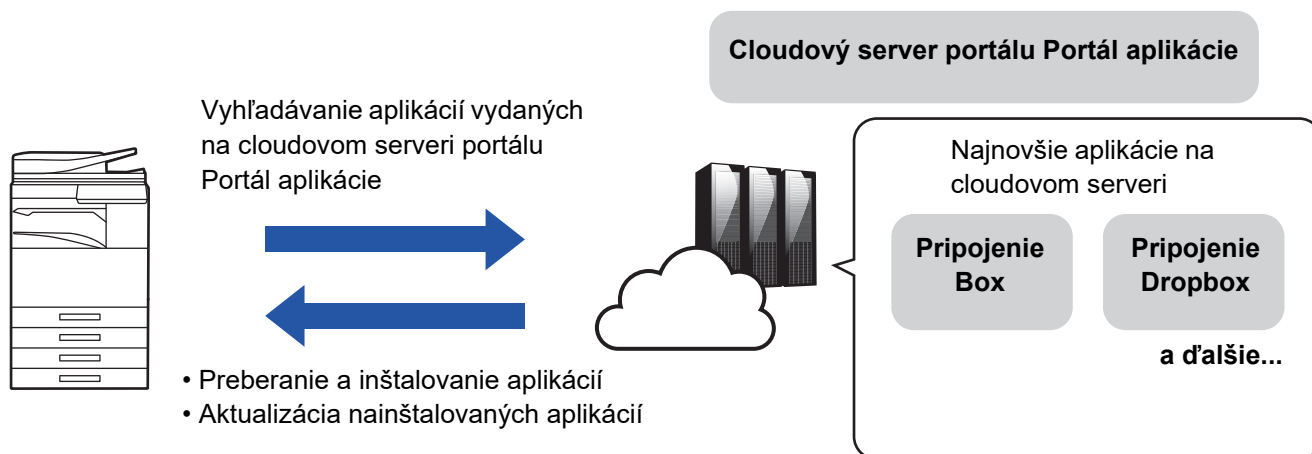 Cloudový server portálu Portál aplikácie
Vyhľadávanie aplikácií vydaných
na cloudovom serveri portálu
Portál aplikácie
Najnovšie aplikácie na
cloudovom serveri
Pripojenie
Box
Pripojenie
Dropbox
a ďalšie...
• Preberanie a inštalovanie aplikácií
• Aktualizácia nainštalovaných aplikácií